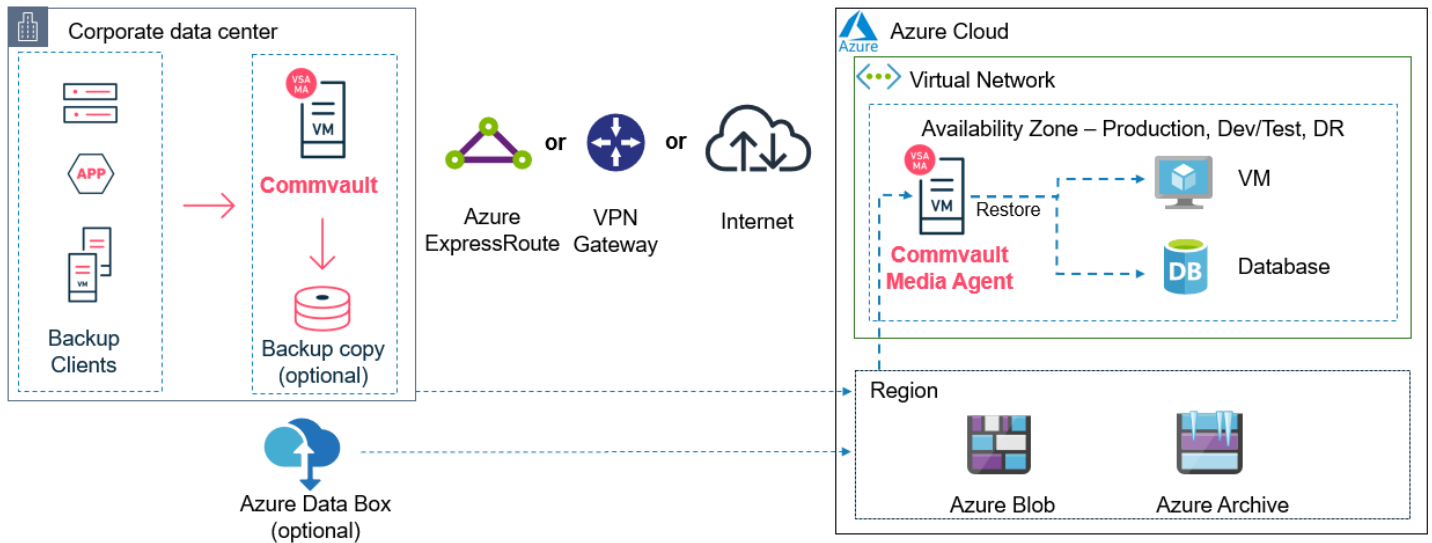 Corporate data center
APP
VM
Backup
Clients
VSA
MA
VM
Commvault
Backup copy
(optional)
Azure
ExpressRoute
or
VPN
Gateway
or
Internet
Azure Data Box
(optional)
Azure
Azure Cloud
Virtual Network
Availability Zone – Production, Dev/Test, DR
VSA
MA
VM
Commvault
Media Agent
Restore
VM
DB
Database
Region
Azure Blob
Azure Archive